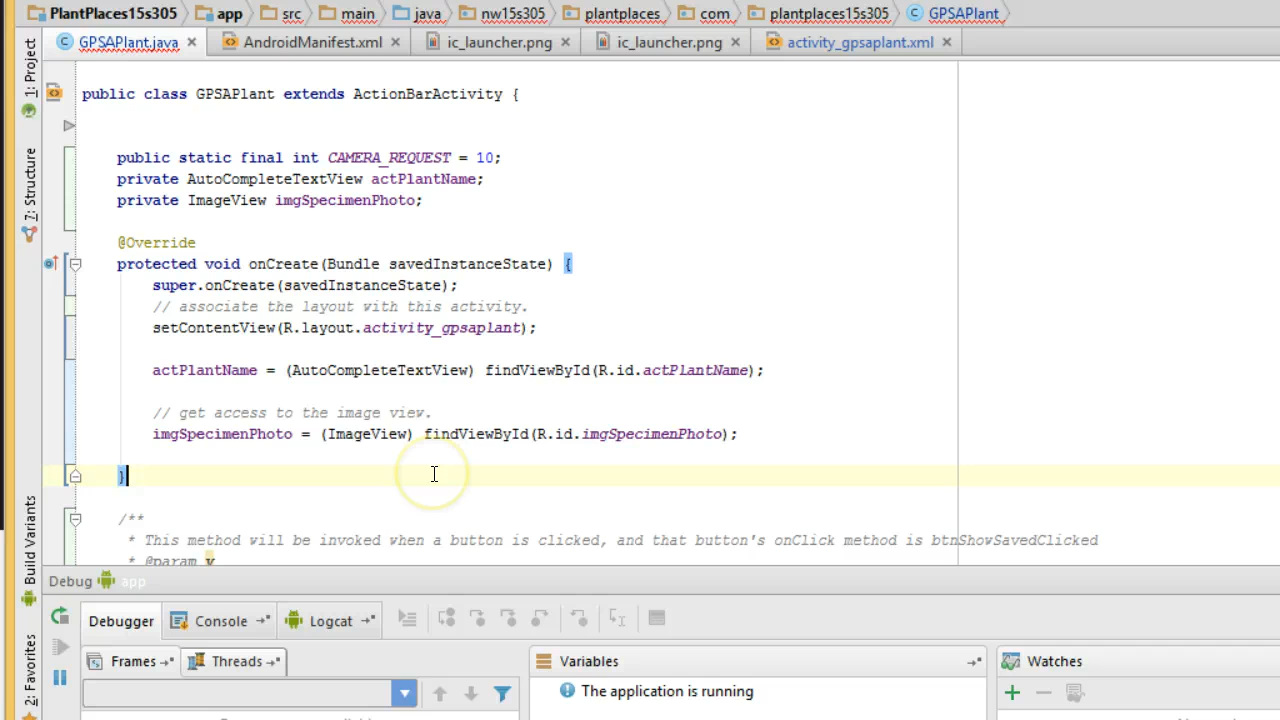 PlantPlaces15s305 app src main java nw15s305 plantplaces com plantplaces15s305 GPSAPlant
GPSAPlant.java AndroidManifest.xml ic_launcher.png ic_launcher.png activity_gpsaplant.xml
1: Project
7: Structure
Build Variants
2: Favorites
public class GPSAPlant extends ActionBarActivity {
public static final int CAMERA_REQUEST = 10;
private AutoCompleteTextView actPlantName;
private ImageView imgSpecimenPhoto;
@Override
protected void onCreate(Bundle savedInstanceState) {
super.onCreate(savedInstanceState);
// associate the layout with this activity.
setContentView(R.layout.activity_gpsaplant);
actPlantName = (AutoCompleteTextView) findViewById(R.id.actPlantName);
// get access to the image view.
imgSpecimenPhoto = (ImageView) findViewById(R.id.imgSpecimenPhoto);
}
/**
* This method will be invoked when a button is clicked, and that button's onClick method is btnShowSavedClicked
* @param v
Debug app
Debugger Console Logcat
Frames Threads Variables Watches
The application is running